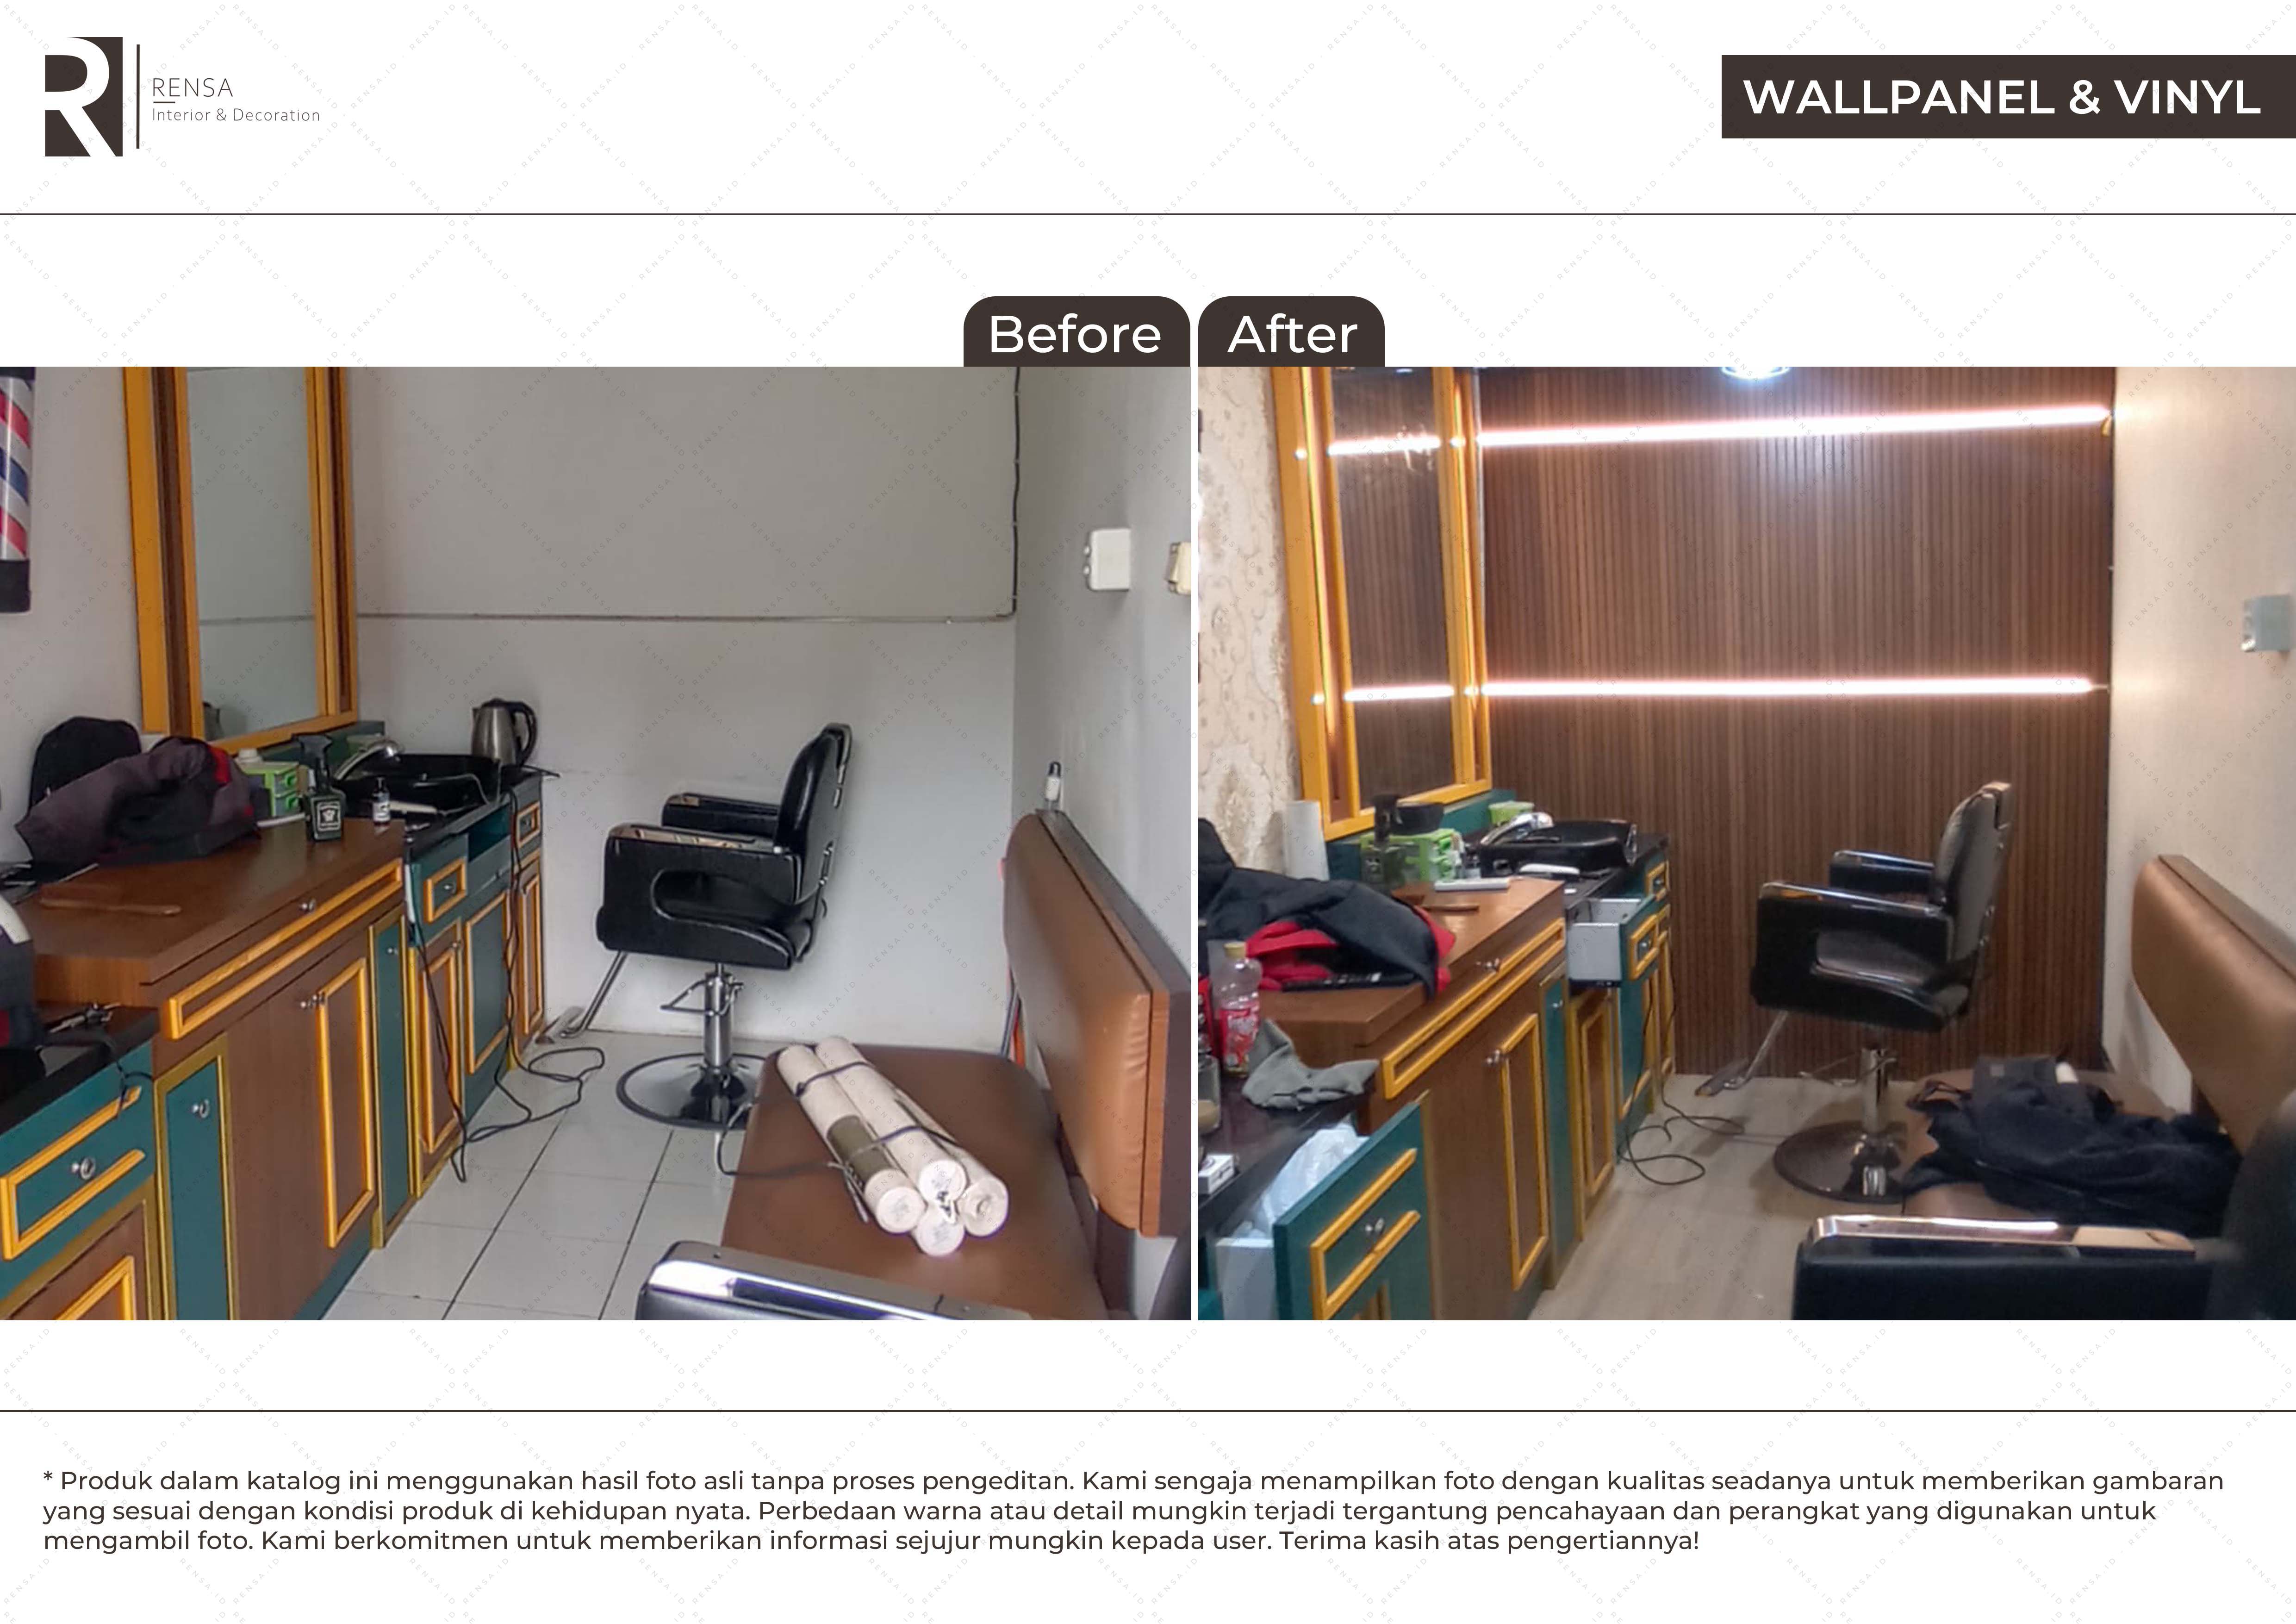 RENSA
Interior & Decoration
WALLPANEL & VINYL
Before
After
* Produk dalam katalog ini menggunakan hasil foto asli tanpa proses pengeditan. Kami sengaja menampilkan foto dengan kualitas seadanya untuk memberikan gambaran
yang sesuai dengan kondisi produk di kehidupan nyata. Perbedaan warna atau detail mungkin terjadi tergantung pencahayaan dan perangkat yang digunakan untuk
mengambil foto. Kami berkomitmen untuk memberikan informasi sejujur mungkin kepada user. Terima kasih atas pengertiannya!
RENSA.ID